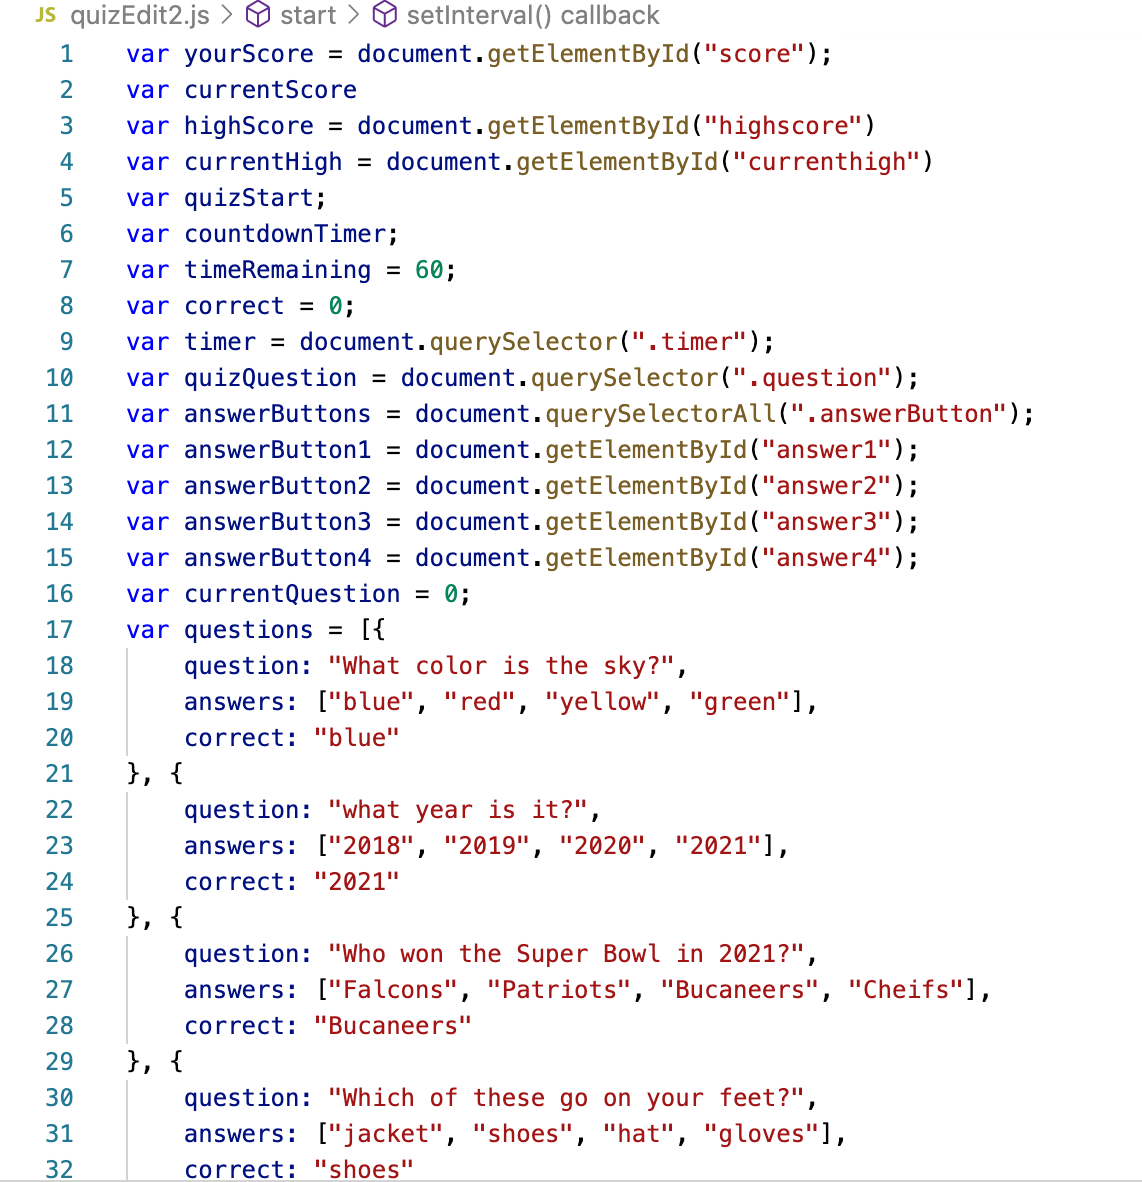 JS quizEdit2.js > start > setInterval() callback
1 var yourScore = document.getElementById("score");
2 var currentScore
3 var highScore = document.getElementById("highscore")
4 var currentHigh = document.getElementById("currenthigh")
5 var quizStart;
6 var countdownTimer;
7 var timeRemaining = 60;
8 var correct = 0;
9 var timer = document.querySelector(".timer");
10 var quizQuestion = document.querySelector(".question");
11 var answerButtons = document.querySelectorAll(".answerButton");
12 var answerButton1 = document.getElementById("answer1");
13 var answerButton2 = document.getElementById("answer2");
14 var answerButton3 = document.getElementById("answer3");
15 var answerButton4 = document.getElementById("answer4");
16 var currentQuestion = 0;
17 var questions = [{
18     question: "What color is the sky?",
19     answers: ["blue", "red", "yellow", "green"],
20     correct: "blue"
21 }, {
22     question: "what year is it?",
23     answers: ["2018", "2019", "2020", "2021"],
24     correct: "2021"
25 }, {
26     question: "Who won the Super Bowl in 2021?",
27     answers: ["Falcons", "Patriots", "Bucaneers", "Cheifs"],
28     correct: "Bucaneers"
29 }, {
30     question: "Which of these go on your feet?",
31     answers: ["jacket", "shoes", "hat", "gloves"],
32     correct: "shoes"